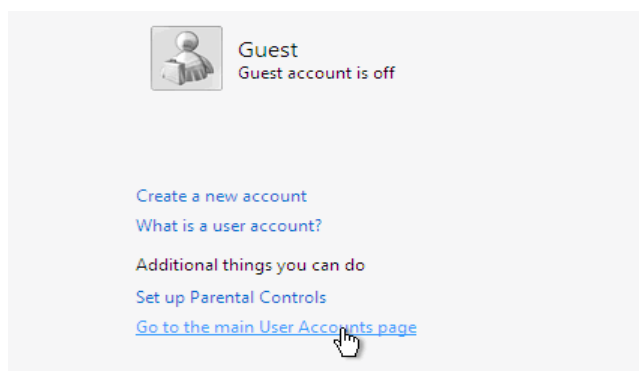 Guest
Guest account is off
Create a new account
What is a user account?
Additional things you can do
Set up Parental Controls
Go to the main User Accounts page